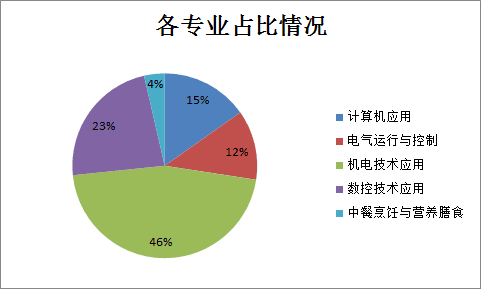 各专业占比情况
4%
15%
23%
12%
46%
计算机应用
电气运行与控制
机电技术应用
数控技术应用
中餐烹饪与营养膳食